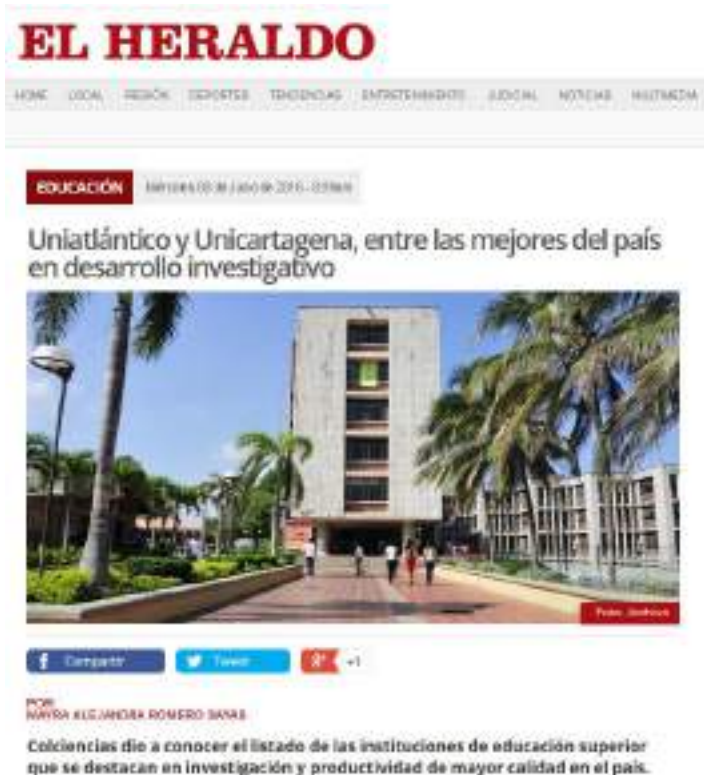 EL HERALDO
HOME LOCAL REGIÓN DEPORTES TENDENCIAS ENTRETENIMIENTO JUDICIAL NOTICIAS MULTIMEDIA
EDUCACIÓN
Uniatlántico y Unicartagena, entre las mejores del país
en desarrollo investigativo
Foto: Archivo
Compartir Tweet +1
POR
MAYRA ALEJANDRA ROMERO
Colciencias dio a conocer el listado de las instituciones de educación superior
que se destacan en investigación y productividad de mayor calidad en el país.